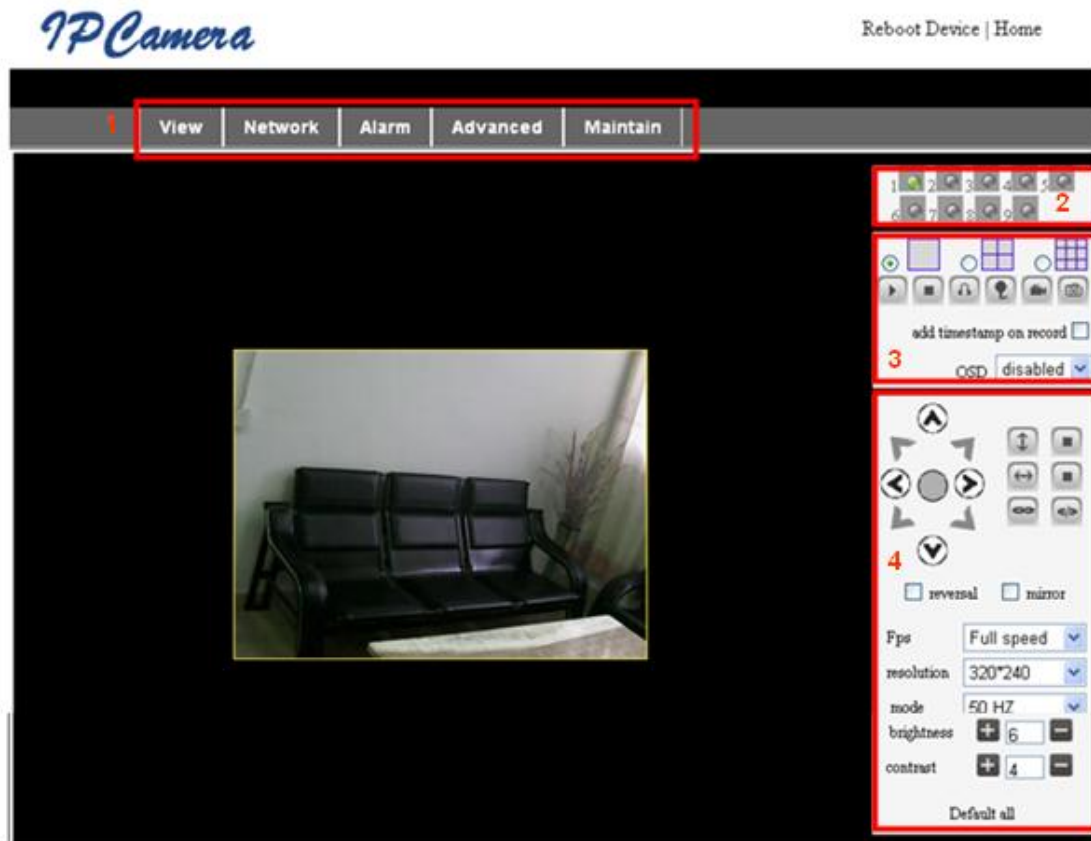 IPCamera
Reboot Device | Home
1 View Network Alarm Advanced Maintain
1 2 3 4 5
6 7 8 9 2
add timestamp on record
3 OSD disabled
4
reversal mirror
Fps Full speed
resolution 320*240
mode 50 HZ
brightness 6
contrast 4
Default all